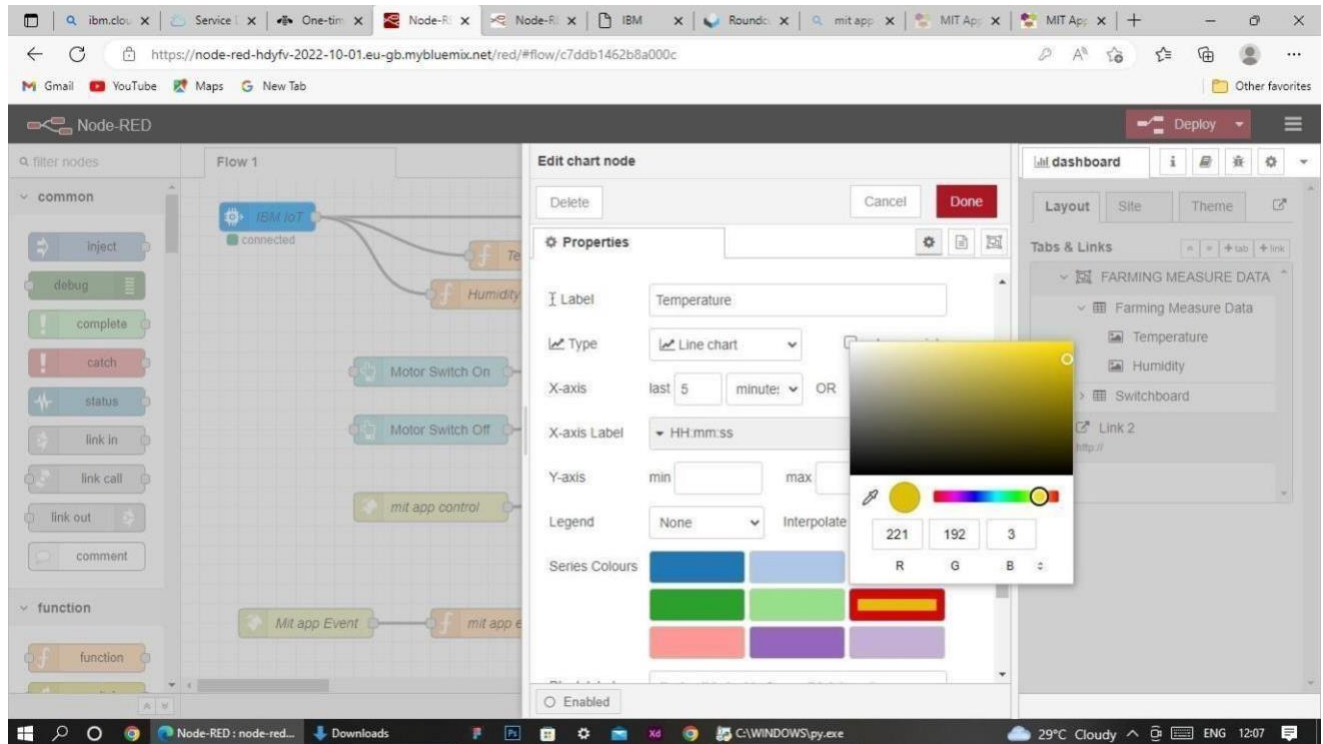 ibm.clou
Service I
One-tim
Node-R
Node-R
IBM
Roundc
mit app
MIT App
MIT App
https://node-red-hdyfv-2022-10-01.eu-gb.mybluemix.net/red/#flow/c7ddb1462b8a000c
Gmail YouTube Maps New Tab Other favorites
Node-RED Deploy
filter nodes
common
inject
debug
complete
catch
status
link in
link call
link out
comment
function
function
Flow 1
IBM IoT
connected
Te
Humidity
Motor Switch On
Motor Switch Off
mit app control
Mit app Event
mit app e
Edit chart node
Delete Cancel Done
Properties
Label Temperature
Type Line chart
X-axis last 5 minutes OR
X-axis Label HH:mm:ss
Y-axis min max
Legend None Interpolate
Series Colours
221 192 3
R G B
Enabled
dashboard
Layout Site Theme
Tabs & Links tab link
FARMING MEASURE DATA
Farming Measure Data
Temperature
Humidity
Switchboard
Link 2
http://
Node-RED : node-red... Downloads Ps Xd C:\WINDOWS\py.exe 29°C Cloudy ENG 12:07